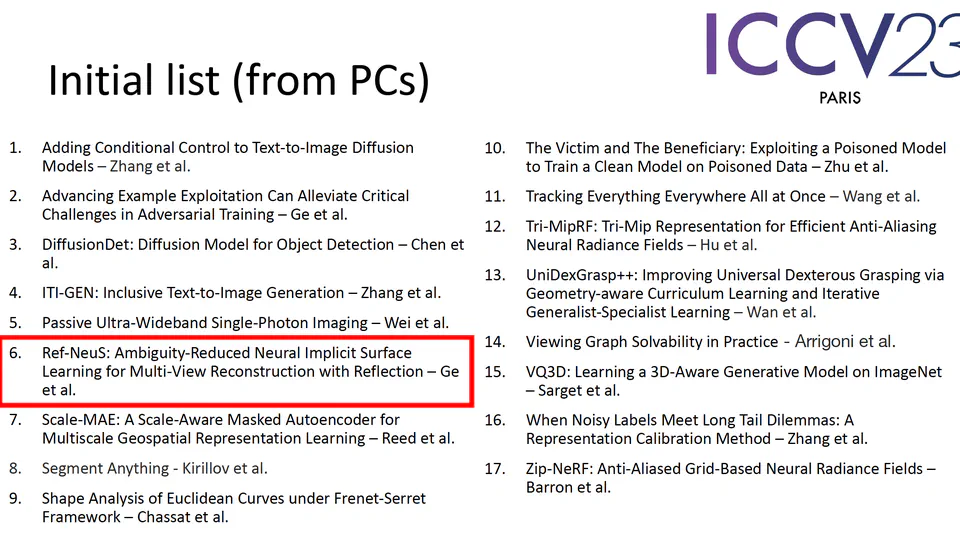 ICCV23
PARIS
Initial list (from PCs)
1. Adding Conditional Control to Text-to-Image Diffusion
Models – Zhang et al.
2. Advancing Example Exploitation Can Alleviate Critical
Challenges in Adversarial Training – Ge et al.
3. DiffusionDet: Diffusion Model for Object Detection – Chen et
al.
4. ITI-GEN: Inclusive Text-to-Image Generation – Zhang et al.
5. Passive Ultra-Wideband Single-Photon Imaging – Wei et al.
6. Ref-NeuS: Ambiguity-Reduced Neural Implicit Surface
Learning for Multi-View Reconstruction with Reflection – Ge
et al.
7. Scale-MAE: A Scale-Aware Masked Autoencoder for
Multiscale Geospatial Representation Learning – Reed et al.
8. Segment Anything - Kirillov et al.
9. Shape Analysis of Euclidean Curves under Frenet-Serret
Framework – Chassat et al.
10. The Victim and The Beneficiary: Exploiting a Poisoned Model
to Train a Clean Model on Poisoned Data – Zhu et al.
11. Tracking Everything Everywhere All at Once – Wang et al.
12. Tri-MipRF: Tri-Mip Representation for Efficient Anti-Aliasing
Neural Radiance Fields – Hu et al.
13. UniDexGrasp++: Improving Universal Dexterous Grasping via
Geometry-aware Curriculum Learning and Iterative
Generalist-Specialist Learning – Wan et al.
14. Viewing Graph Solvability in Practice - Arrigoni et al.
15. VQ3D: Learning a 3D-Aware Generative Model on ImageNet
– Sarget et al.
16. When Noisy Labels Meet Long Tail Dilemmas: A
Representation Calibration Method – Zhang et al.
17. Zip-NeRF: Anti-Aliased Grid-Based Neural Radiance Fields –
Barron et al.